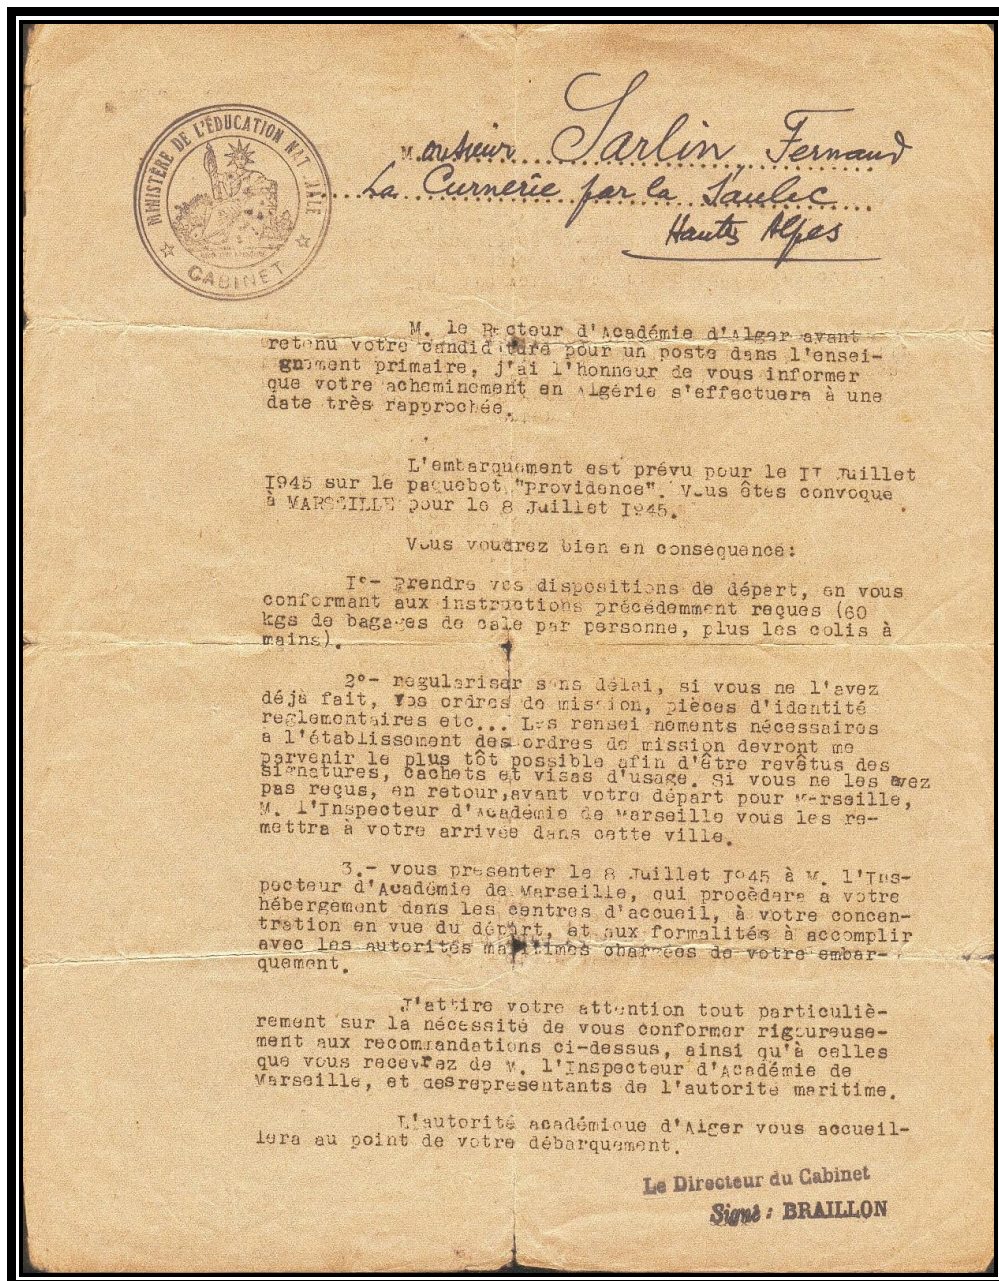 MINISTÈRE DE L'ÉDUCATION NATIONALE
CABINET
Monsieur Sarlin, Fernand
La Curnerie par la Saulce
Hautes Alpes
M. le Recteur d'Académie d'Alger ayant
retenu votre candidature pour un poste dans l'ensei-
gnement primaire, j'ai l'honneur de vous informer
que votre acheminement en Algérie s'effectuera à une
date très rapprochée.
L'embarquement est prévu pour le II Juillet
I945 sur le paquebot "Providence". Vous êtes convoque
à MARSEILLE pour le 8 Juillet I945.
Vous voudrez bien en conséquence:
I°- Prendre vos dispositions de départ, en vous
conformant aux instructions précédemment reçues (60
kgs de bagages de cale par personne, plus les colis à
mains).
2°- regulariser sans délai, si vous ne l'avez
déjà fait, vos ordres de mission, pièces d'identité
reglementaires etc... Les renseignements nécessaires
a l'établissement des ordres de mission devront me
parvenir le plus tôt possible afin d'être revêtus des
signatures, cachets et visas d'usage. Si vous ne les avez
pas reçus, en retour,avant votre départ pour Marseille,
M. l'Inspecteur d'Académie de Marseille vous les re-
mettra à votre arrivée dans cette ville.
3.- vous présenter le 8 Juillet I945 à M. l'Ins-
pecteur d'Académie de Marseille, qui procèdera à votre
hébergement dans les centres d'accueil, à votre concen-
tration en vue du départ, et aux formalités à accomplir
avec les autorités maritimes chargées de votre embar-
quement.
J'attire votre attention tout particuliè-
rement sur la nécessité de vous conformer rigoureuse-
ment aux recommandations ci-dessus, ainsi qu'à celles
que vous recevrez de M. l'Inspecteur d'Académie de
Marseille, et desrepresentants de l'autorité maritime.
L'autorité académique d'Alger vous accueil-
lera au point de votre débarquement.
Le Directeur du Cabinet
Signé : BRAILLON